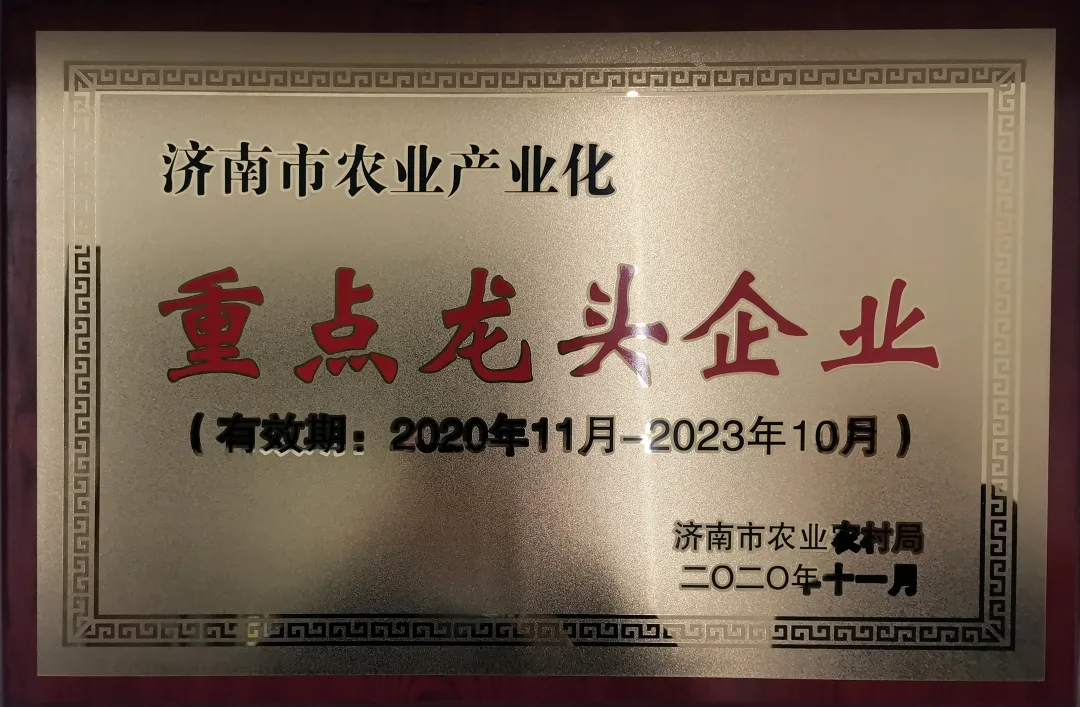 济南市农业产业化
重点龙头企业
（有效期：2020年11月-2023年10月）
济南市农业农村局
二〇二〇年十一月